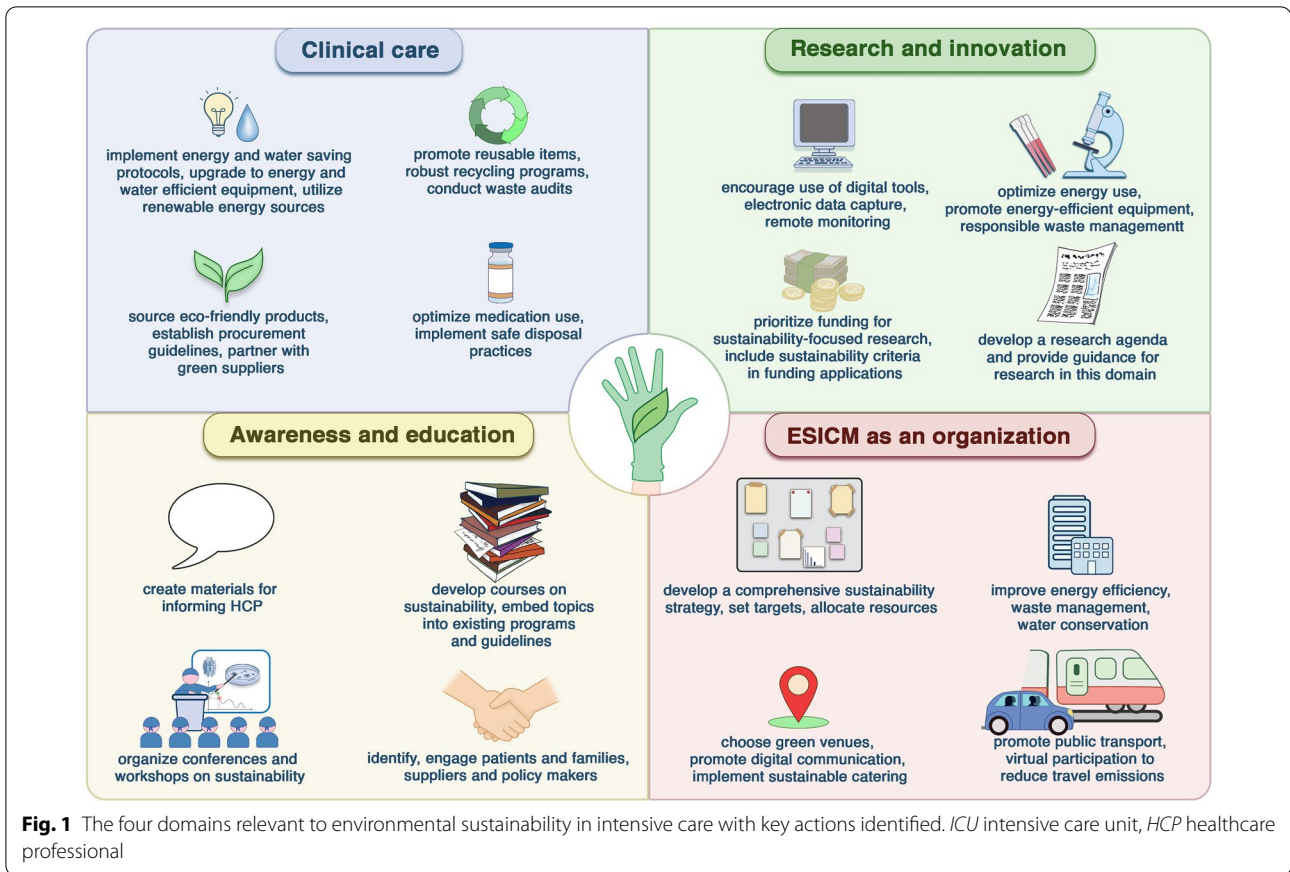 Clinical care
implement energy and water saving
protocols, upgrade to energy and
water efficient equipment, utilize
renewable energy sources
promote reusable items,
robust recycling programs,
conduct waste audits
source eco-friendly products,
establish procurement
guidelines, partner with
green suppliers
optimize medication use,
implement safe disposal
practices
Research and innovation
encourage use of digital tools,
electronic data capture,
remote monitoring
optimize energy use,
promote energy-efficient equipment,
responsible waste managementt
prioritize funding for
sustainability-focused research,
include sustainability criteria
in funding applications
develop a research agenda
and provide guidance for
research in this domain
Awareness and education
create materials for
informing HCP
develop courses on
sustainability, embed topics
into existing programs
and guidelines
organize conferences and
workshops on sustainability
identify, engage patients and families,
suppliers and policy makers
ESICM as an organization
develop a comprehensive sustainability
strategy, set targets, allocate resources
improve energy efficiency,
waste management,
water conservation
choose green venues,
promote digital communication,
implement sustainable catering
promote public transport,
virtual participation to
reduce travel emissions
Fig. 1 The four domains relevant to environmental sustainability in intensive care with key actions identified. ICU intensive care unit, HCP healthcare
professional